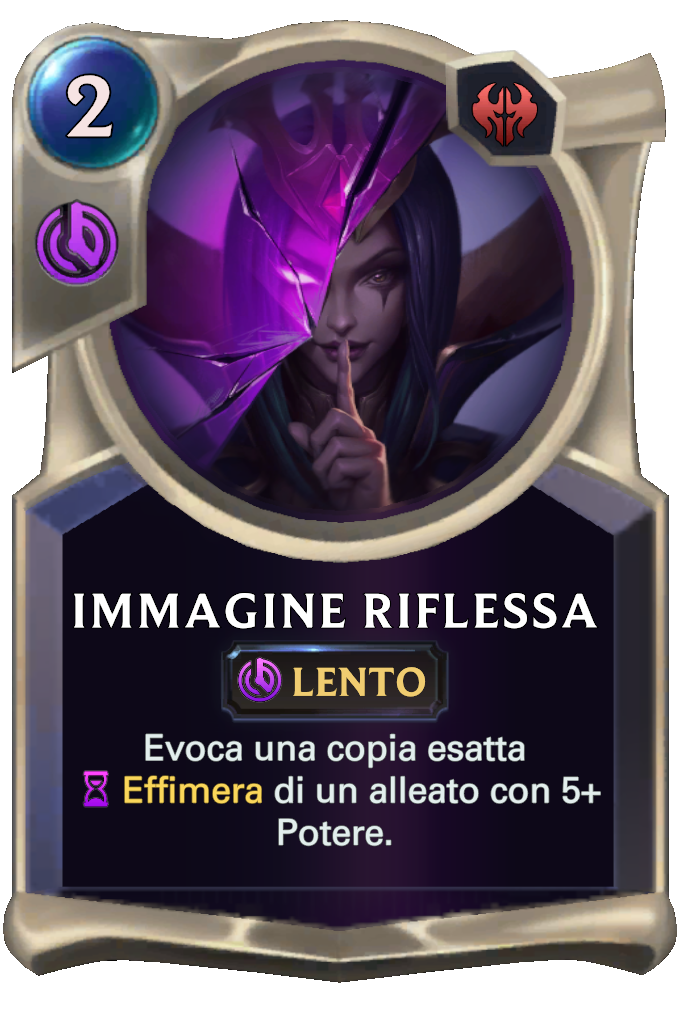 2
IMMAGINE RIFLESSA
LENTO
Evoca una copia esatta
Effimera di un alleato con 5+
Potere.